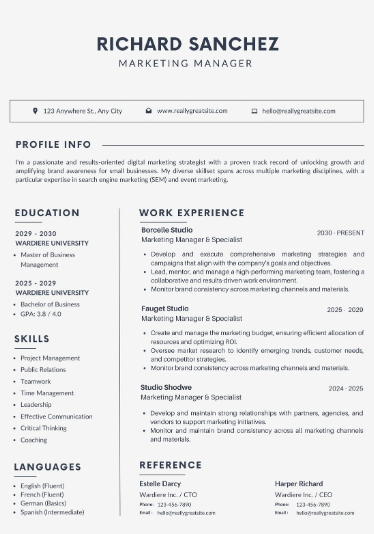 RICHARD SANCHEZ
MARKETING MANAGER
123 Anywhere St., Any City
www.reallygreatsite.com
hello@reallygreatsite.com
PROFILE INFO
I'm a passionate and results-oriented digital marketing strategist with a proven track record of unlocking growth and
amplifying brand awareness for small businesses. My diverse skillset spans across multiple marketing disciplines, with a
particular expertise in search engine marketing (SEM) and event marketing.
EDUCATION
2029 - 2030
WARDIERE UNIVERSITY
• Master of Business
Management
2025 - 2029
WARDIERE UNIVERSITY
• Bachelor of Business
• GPA: 3.8 / 4.0
SKILLS
• Project Management
• Public Relations
• Teamwork
• Time Management
• Leadership
• Effective Communication
• Critical Thinking
• Coaching
LANGUAGES
• English (Fluent)
• French (Fluent)
• German (Basics)
• Spanish (Intermediate)
WORK EXPERIENCE
Borcelle Studio 2030 - PRESENT
Marketing Manager & Specialist
• Develop and execute comprehensive marketing strategies and
campaigns that align with the company's goals and objectives.
• Lead, mentor, and manage a high-performing marketing team, fostering a
collaborative and results-driven work environment.
• Monitor brand consistency across marketing channels and materials.
Fauget Studio 2025 - 2029
Marketing Manager & Specialist
• Create and manage the marketing budget, ensuring efficient allocation of
resources and optimizing ROI.
• Oversee market research to identify emerging trends, customer needs,
and competitor strategies.
• Monitor brand consistency across marketing channels and materials.
Studio Shodwe 2024 - 2025
Marketing Manager & Specialist
• Develop and maintain strong relationships with partners, agencies, and
vendors to support marketing initiatives.
• Monitor and maintain brand consistency across all marketing channels
and materials.
REFERENCE
Estelle Darcy
Wardiere Inc. / CTO
Phone: 123-456-7890
Email: hello@reallygreatsite.com
Harper Richard
Wardiere Inc. / CEO
Phone: 123-456-7890
Email: hello@reallygreatsite.com